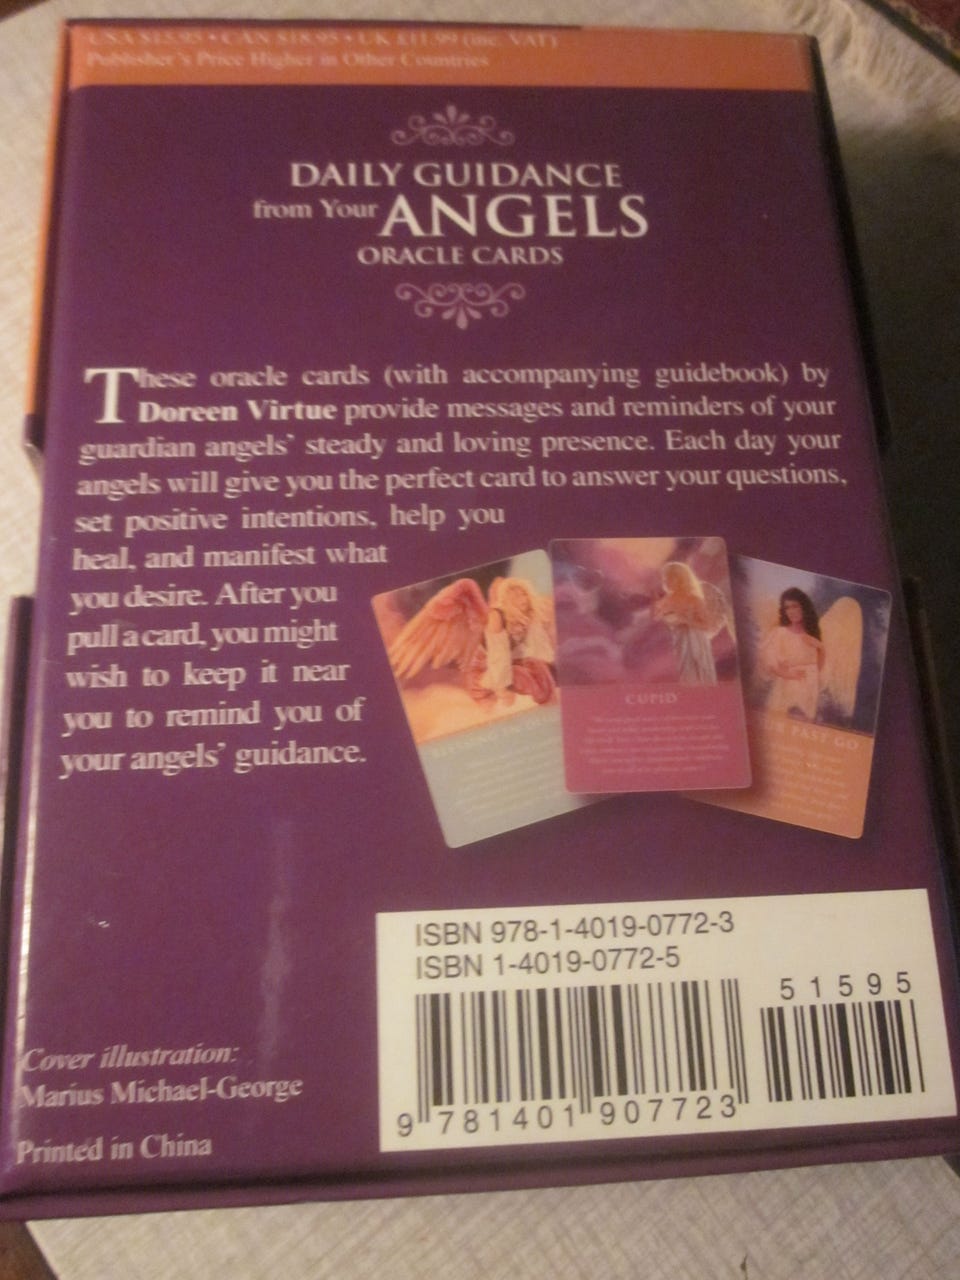 USA $15.95 • CAN $18.95 • UK £11.99 (inc. VAT)
Publisher's Price Higher in Other Countries
DAILY GUIDANCE
from Your ANGELS
ORACLE CARDS
These oracle cards (with accompanying guidebook) by
Doreen Virtue provide messages and reminders of your
guardian angels' steady and loving presence. Each day your
angels will give you the perfect card to answer your questions,
set positive intentions, help you
heal, and manifest what
you desire. After you
pull a card, you might
wish to keep it near
you to remind you of
your angels' guidance.
CUPID
PAST GO
ISBN 978-1-4019-0772-3
ISBN 1-4019-0772-5
51595
9 781401 907723
Cover illustration:
Marius Michael-George
Printed in China